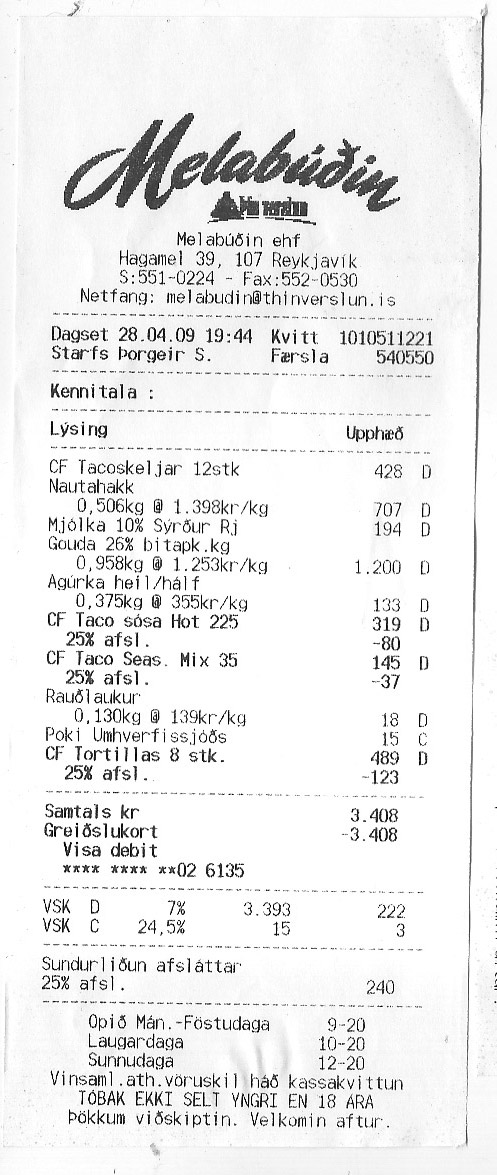 Melabúðin
Þín verslun
Melabúðin ehf
Hagamel 39, 107 Reykjavík
S:551-0224 - Fax:552-0530
Netfang: melabudin@thinverslun.is
Dagset 28.04.09 19:44 Kvitt 1010511221
Starfs Þorgeir S. Færsla 540550
Kennitala :
Lýsing Upphæð
CF Tacoskeljar 12stk 428 D
Nautahakk
0,506kg @ 1.398kr/kg 707 D
Mjólka 10% Sýrður Rj 194 D
Gouda 26% bitapk.kg
0,958kg @ 1.253kr/kg 1.200 D
Agúrka heil/hálf
0,375kg @ 355kr/kg 133 D
CF Taco sósa Hot 225 319 D
25% afsl. -80
CF Taco Seas. Mix 35 145 D
25% afsl. -37
Rauðlaukur
0,130kg @ 139kr/kg 18 D
Poki Umhverfissjóðs 15 C
CF Tortillas 8 stk. 489 D
25% afsl. -123
Samtals kr 3.408
Greiðslukort -3.408
Visa debit
**** **** **02 6135
VSK D 7% 3.393 222
VSK C 24,5% 15 3
Sundurliðun afsláttar
25% afsl. 240
Opið Mán.-Föstudaga 9-20
Laugardaga 10-20
Sunnudaga 12-20
Vinsaml.ath.vöruskil háð kassakvittun
TÓBAK EKKI SELT YNGRI EN 18 ÁRA
Þökkum viðskiptin. Velkomin aftur.